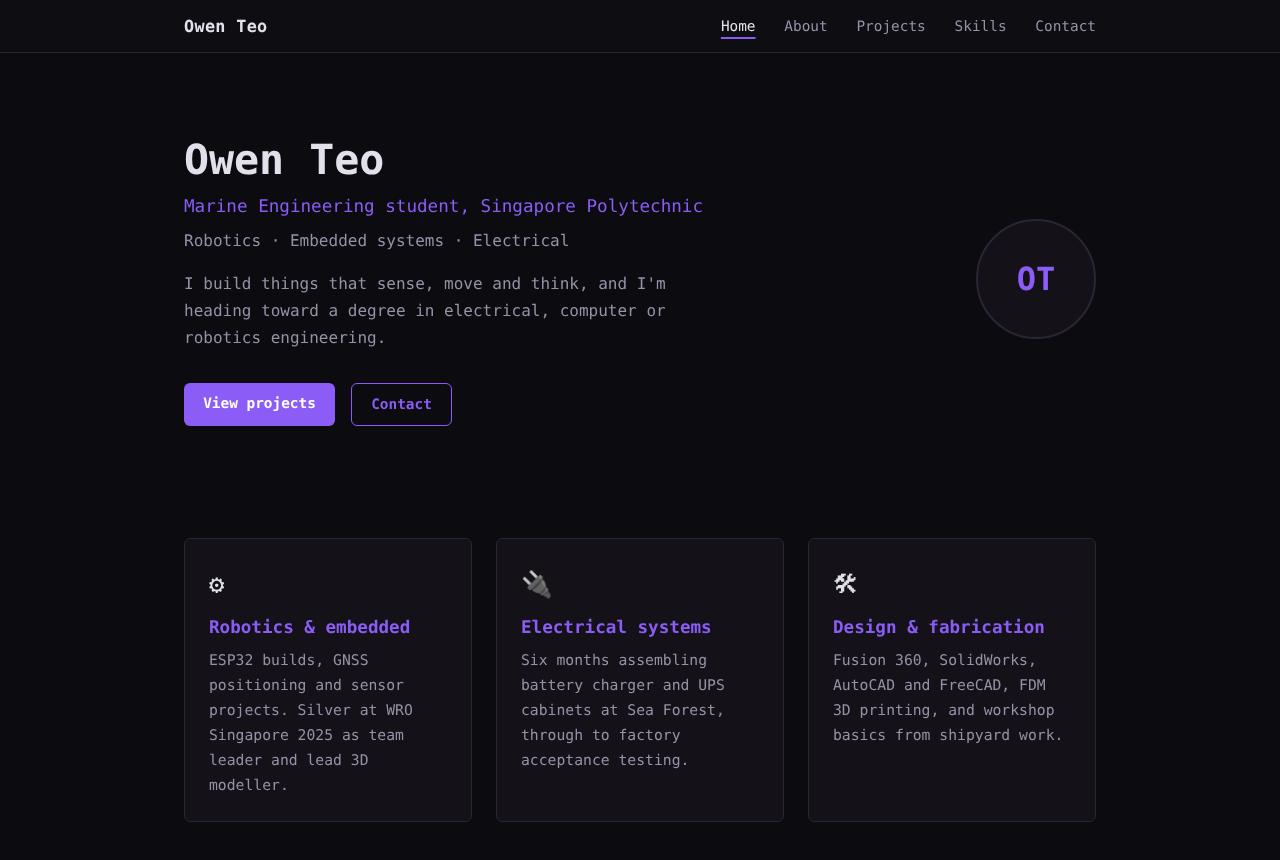 Owen Teo
Home About Projects Skills Contact
Owen Teo
Marine Engineering student, Singapore Polytechnic
Robotics · Embedded systems · Electrical
I build things that sense, move and think, and I'm
heading toward a degree in electrical, computer or
robotics engineering.
OT
View projects
Contact
Robotics & embedded
ESP32 builds, GNSS
positioning and sensor
projects. Silver at WRO
Singapore 2025 as team
leader and lead 3D
modeller.
Electrical systems
Six months assembling
battery charger and UPS
cabinets at Sea Forest,
through to factory
acceptance testing.
Design & fabrication
Fusion 360, SolidWorks,
AutoCAD and FreeCAD, FDM
3D printing, and workshop
basics from shipyard work.